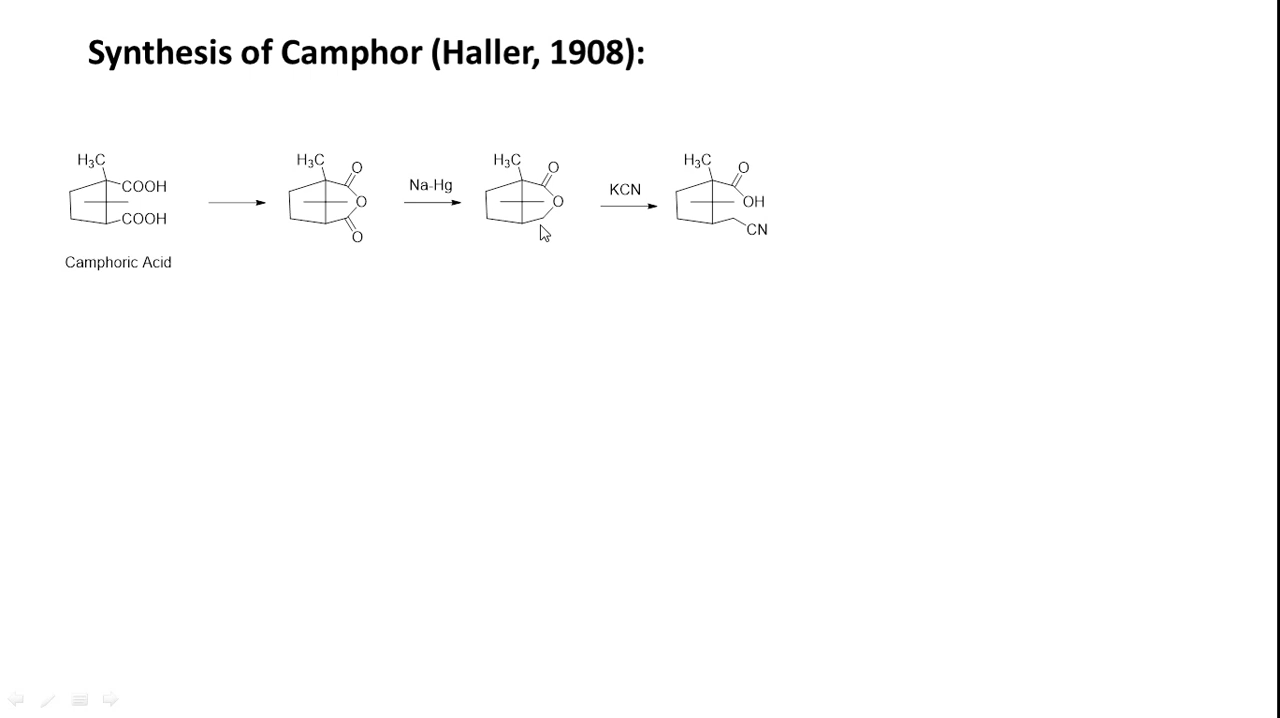 Synthesis of Camphor (Haller, 1908):
H₃C
COOH
COOH
Camphoric Acid
H₃C
O
O
O
Na-Hg
H₃C
O
O
KCN
H₃C
O
OH
CN